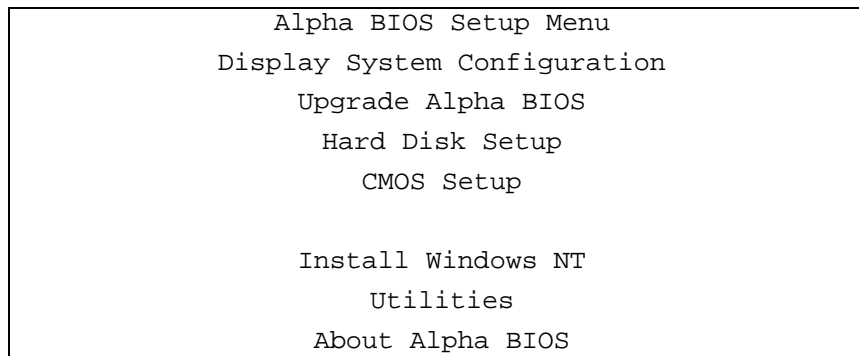 Alpha BIOS Setup Menu
Display System Configuration
Upgrade Alpha BIOS
Hard Disk Setup
CMOS Setup
Install Windows NT
Utilities
About Alpha BIOS